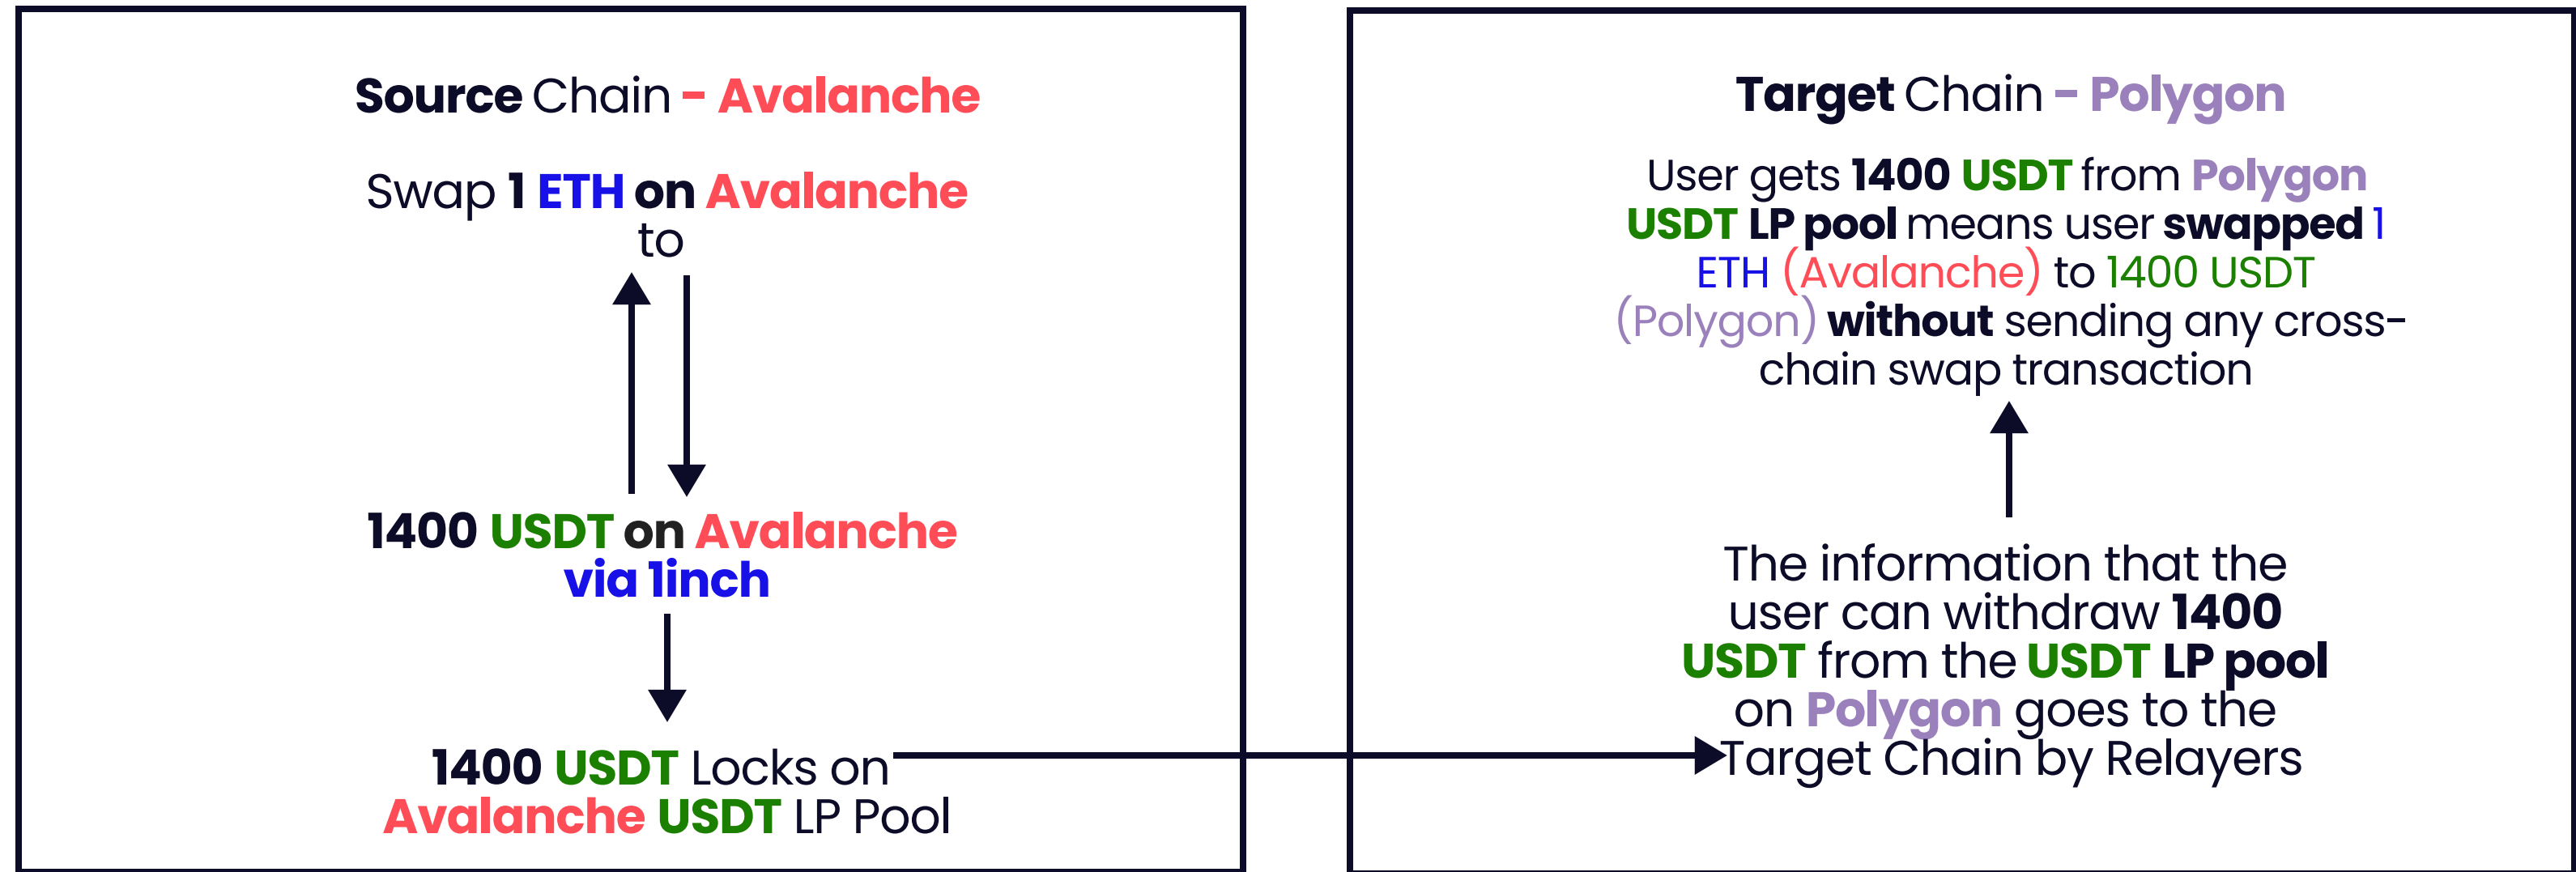 Source Chain - Avalanche
Swap 1 ETH on Avalanche
to
1400 USDT on Avalanche
via 1inch
1400 USDT Locks on
Avalanche USDT LP Pool
Target Chain - Polygon
User gets 1400 USDT from Polygon
USDT LP pool means user swapped 1
ETH (Avalanche) to 1400 USDT
(Polygon) without sending any cross-
chain swap transaction
The information that the
user can withdraw 1400
USDT from the USDT LP pool
on Polygon goes to the
Target Chain by Relayers